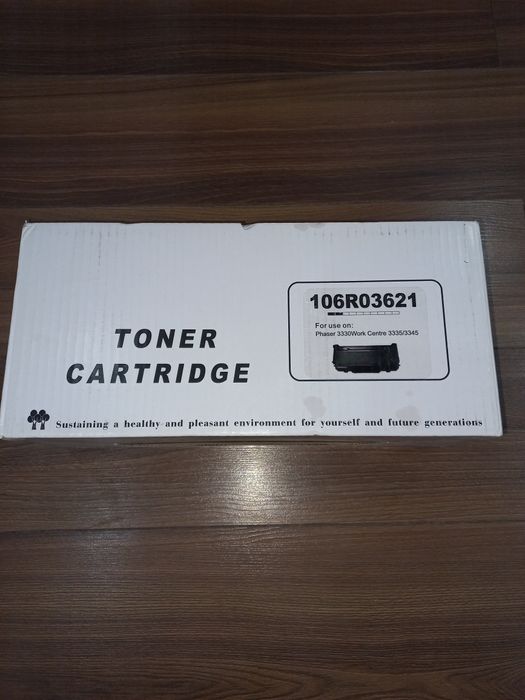 TONER
CARTRIDGE
106R03621
For use on:
Phaser 3330Work Centre 3335/3345
Sustaining a healthy and pleasant environment for yourself and future generations